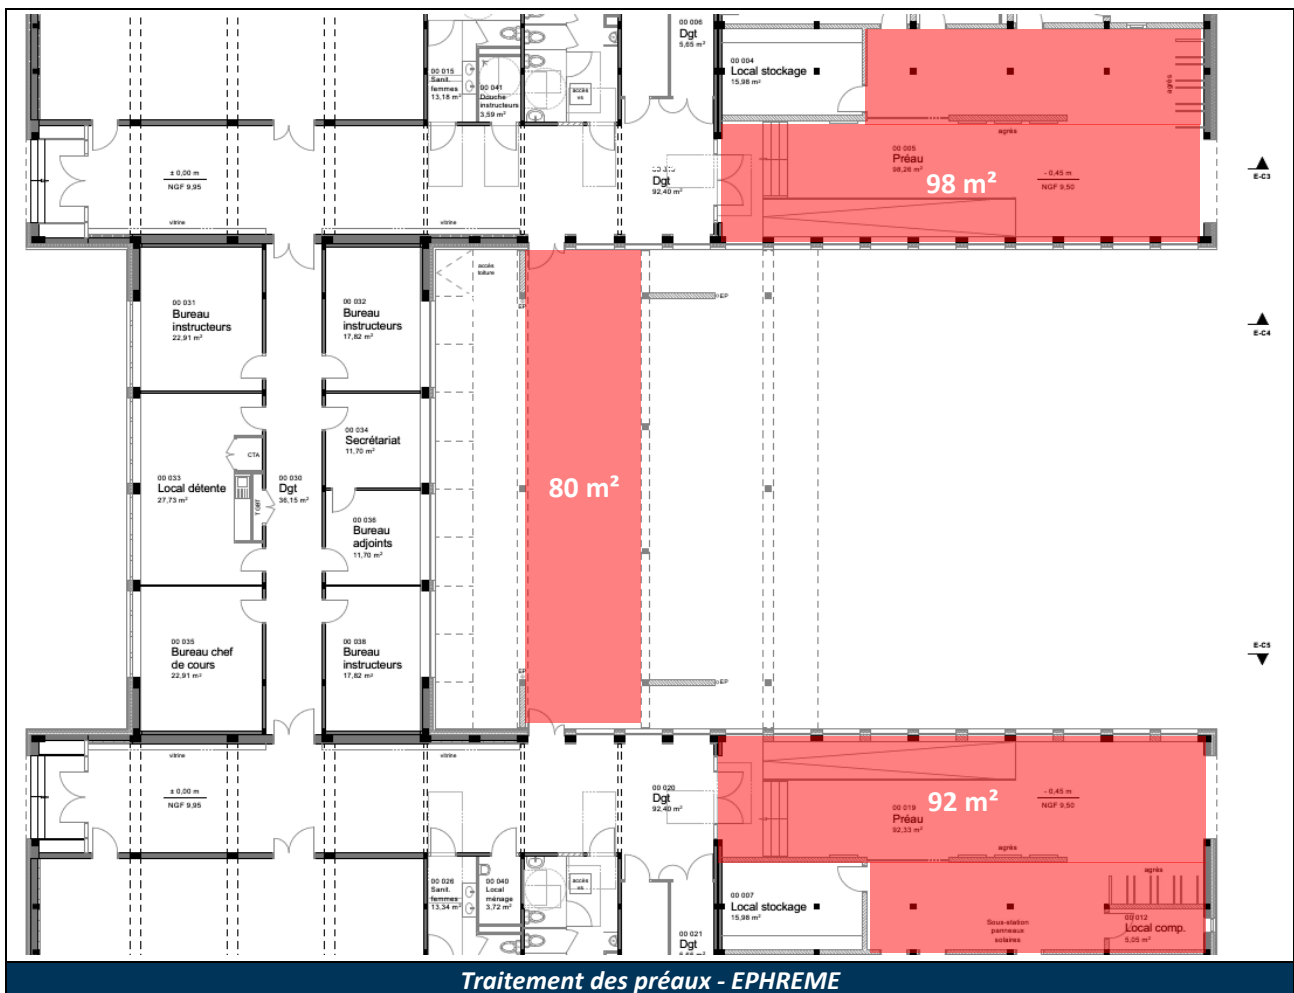 00 006
Dgt
5,65 m²
00 004
Local stockage
15,98 m²
00 015
Sanit.
femmes
13,18 m²
00 041
Douche
instructeurs
3,59 m²
accès
vs
agrès
agrès
± 0,00 m
NGF 9,95
Dgt
92,40 m²
00 005
Préau
98,26 m²
98 m²
- 0,45 m
NGF 9,50
E-C3
vitrine
vitrine
accès
toiture
00 031
Bureau
instructeurs
22,91 m²
00 032
Bureau
instructeurs
17,82 m²
EP
EP
E-C4
00 034
Secrétariat
11,70 m²
CTA
00 033
Local détente
27,73 m²
00 030
Dgt
36,15 m²
TGBT
80 m²
00 036
Bureau
adjoints
11,70 m²
00 035
Bureau chef
de cours
22,91 m²
00 038
Bureau
instructeurs
17,82 m²
EP
EP
E-C5
vitrine
vitrine
± 0,00 m
NGF 9,95
00 020
Dgt
92,40 m²
00 019
Préau
92,33 m²
92 m²
- 0,45 m
NGF 9,50
agrès
agrès
00 026
Sanit.
femmes
13,34 m²
00 040
Local
ménage
3,72 m²
accès
vs
00 007
Local stockage
15,98 m²
Sous-station
panneaux
solaires
00 012
Local comp.
5,05 m²
00 021
Dgt
Traitement des préaux - EPHREME